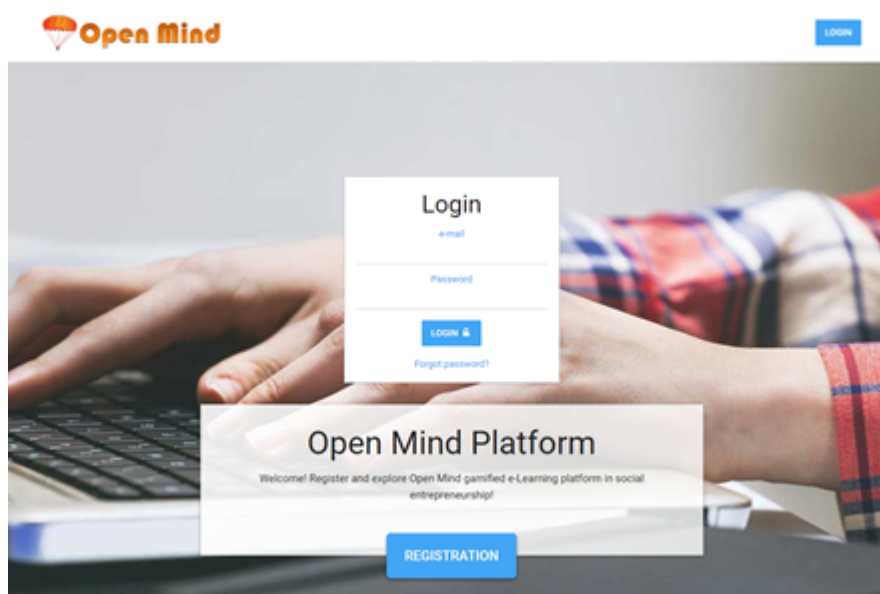 Open Mind
LOGIN
Login
e-mail
Password
LOGIN
Forgot password?
Open Mind Platform
Welcome! Register and explore Open Mind gamified e-Learning platform in social
entrepreneurship!
REGISTRATION